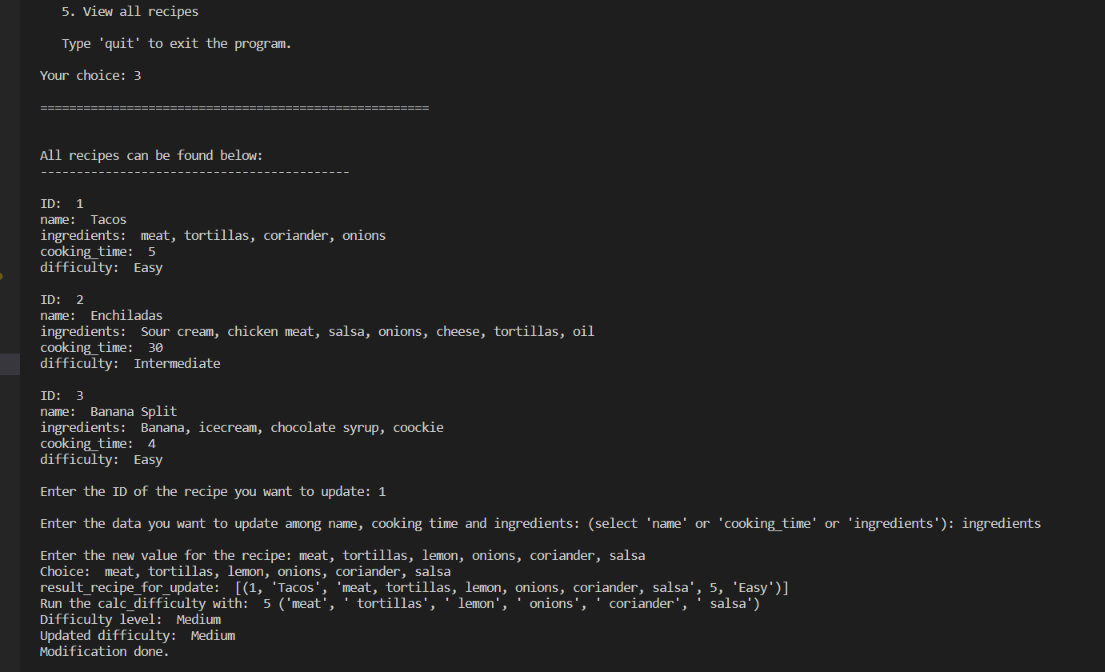 5. View all recipes
Type 'quit' to exit the program.
Your choice: 3
======================================================
All recipes can be found below:
-------------------------------------------
ID:  1
name:  Tacos
ingredients:  meat, tortillas, coriander, onions
cooking_time:  5
difficulty:  Easy
ID:  2
name:  Enchiladas
ingredients:  Sour cream, chicken meat, salsa, onions, cheese, tortillas, oil
cooking_time:  30
difficulty:  Intermediate
ID:  3
name:  Banana Split
ingredients:  Banana, icecream, chocolate syrup, coockie
cooking_time:  4
difficulty:  Easy
Enter the ID of the recipe you want to update: 1
Enter the data you want to update among name, cooking time and ingredients: (select 'name' or 'cooking_time' or 'ingredients'): ingredients
Enter the new value for the recipe: meat, tortillas, lemon, onions, coriander, salsa
Choice:  meat, tortillas, lemon, onions, coriander, salsa
result_recipe_for_update:  [(1, 'Tacos', 'meat, tortillas, lemon, onions, coriander, salsa', 5, 'Easy')]
Run the calc_difficulty with:  5 ('meat', ' tortillas', ' lemon', ' onions', ' coriander', ' salsa')
Difficulty level:  Medium
Updated difficulty:  Medium
Modification done.